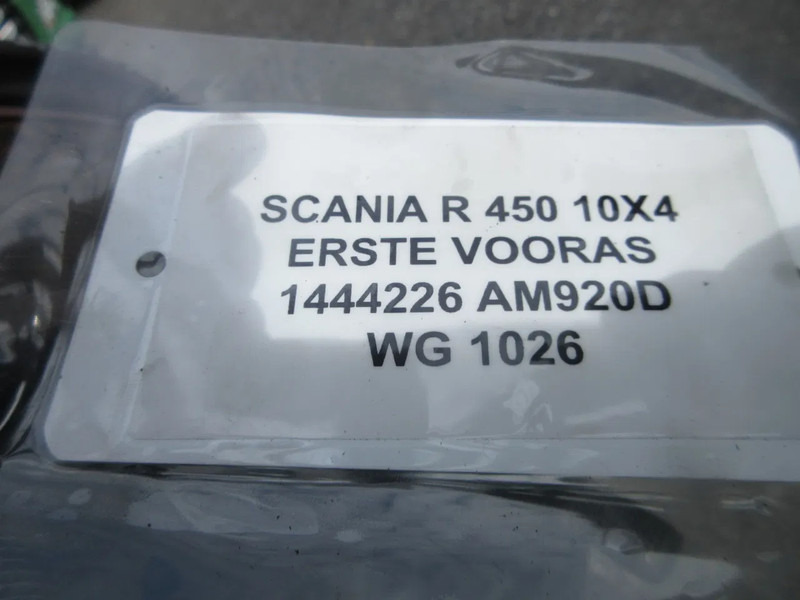 SCANIA R 450 10X4
ERSTE VOORAS
1444226 AM920D
WG 1026